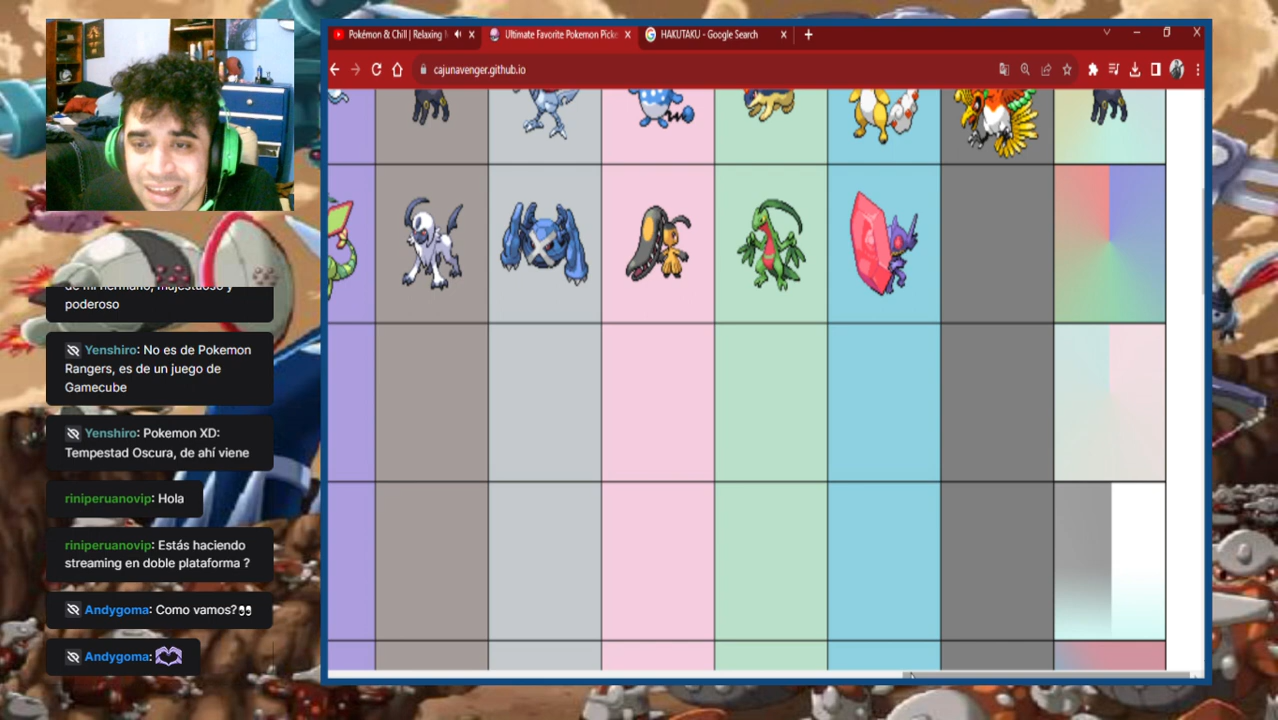 Pokémon & Chill | Relaxing
Ultimate Favorite Pokemon Picke
HAKUTAKU - Google Search
cajunavenger.github.io
de mi hermano, majestuoso y
poderoso
Yenshiro: No es de Pokemon
Rangers, es de un juego de
Gamecube
Yenshiro: Pokemon XD:
Tempestad Oscura, de ahí viene
riniperuanovip: Hola
riniperuanovip: Estás haciendo
streaming en doble plataforma ?
Andygoma: Como vamos?👀
Andygoma: